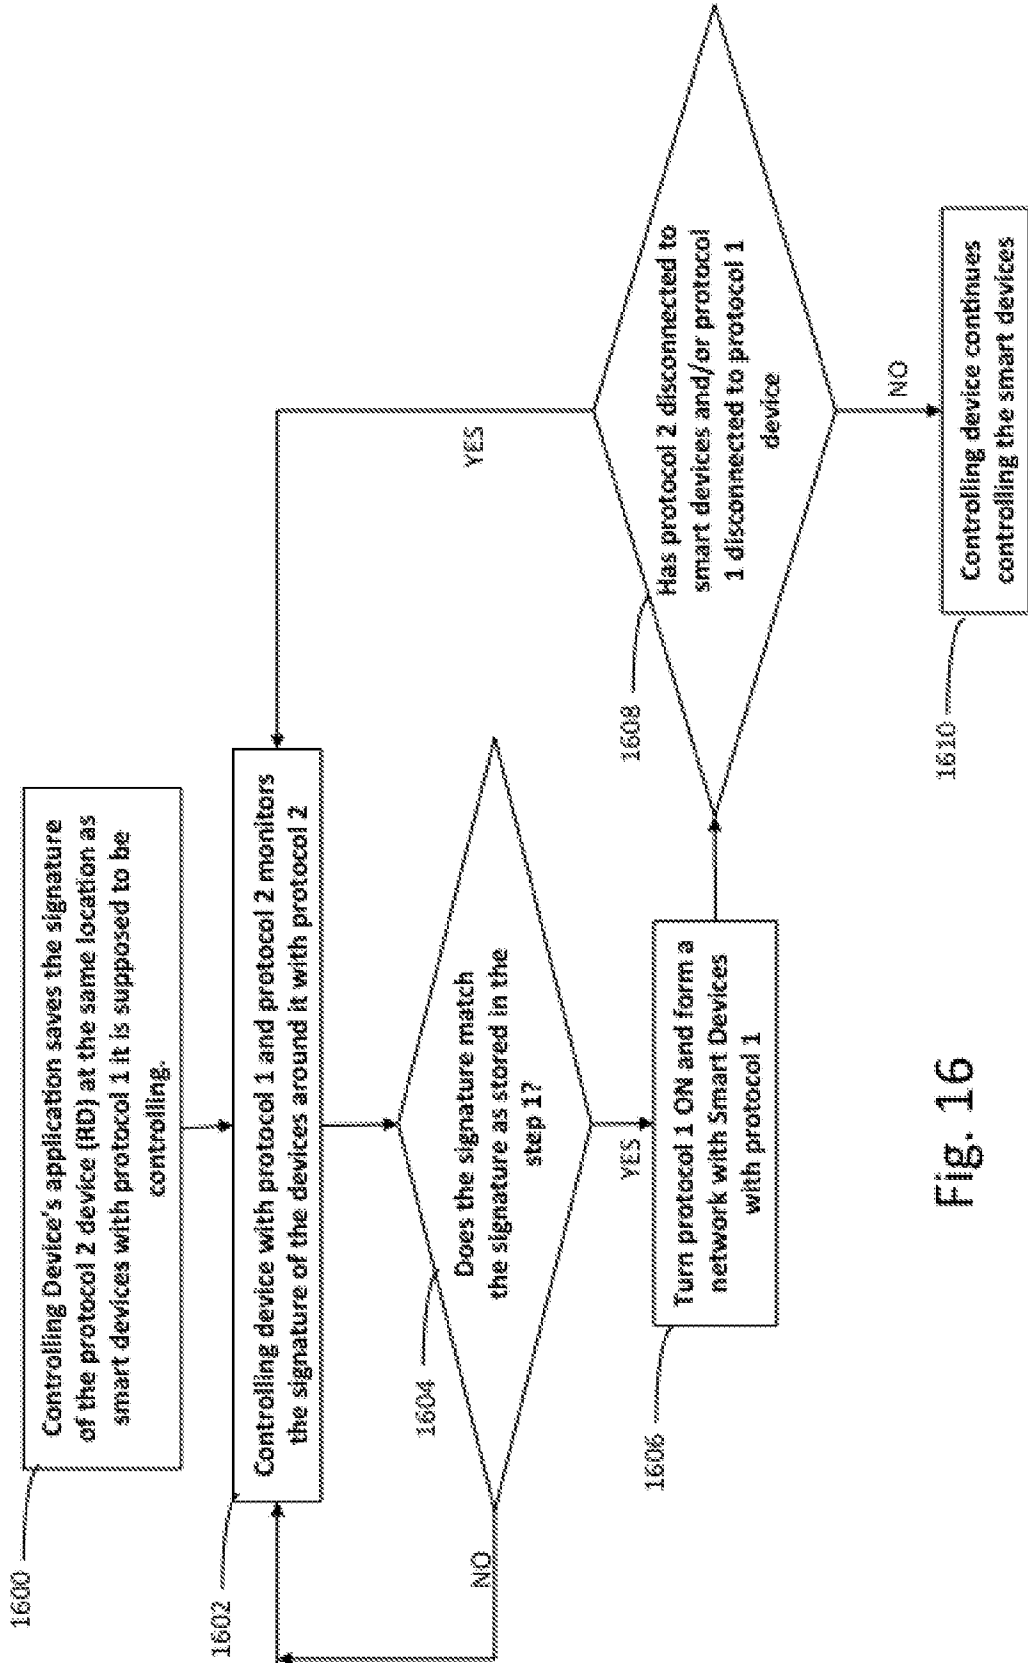 1600
Controlling Device's application saves the signature
of the protocol 2 device (RD) at the same location as
smart devices with protocol 1 it is supposed to be
controlling.
1602
Controlling device with protocol 1 and protocol 2 monitors
the signature of the devices around it with protocol 2
1604
Does the signature match
the signature as stored in the
step 1?
NO
YES
1606
Turn protocol 1 ON and form a
network with Smart Devices
with protocol 1
1608
Has protocol 2 disconnected to
smart devices and/or protocol
1 disconnected to protocol 1
device
YES
NO
1610
Controlling device continues
controlling the smart devices
Fig. 16